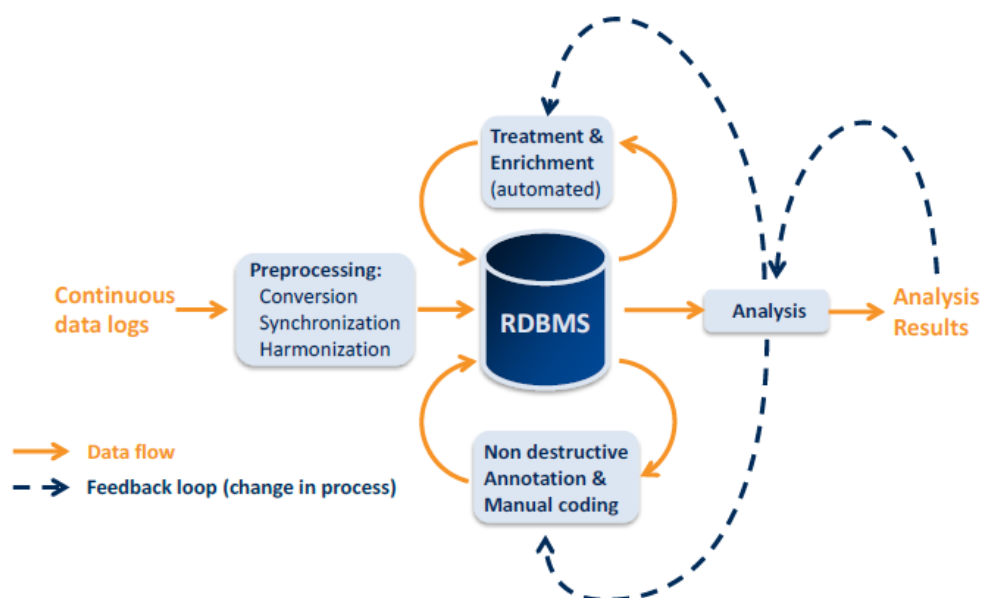 Treatment &
Enrichment
(automated)
Continuous
data logs
Preprocessing:
Conversion
Synchronization
Harmonization
RDBMS
Analysis
Analysis
Results
Data flow
Feedback loop (change in process)
Non destructive
Annotation &
Manual coding